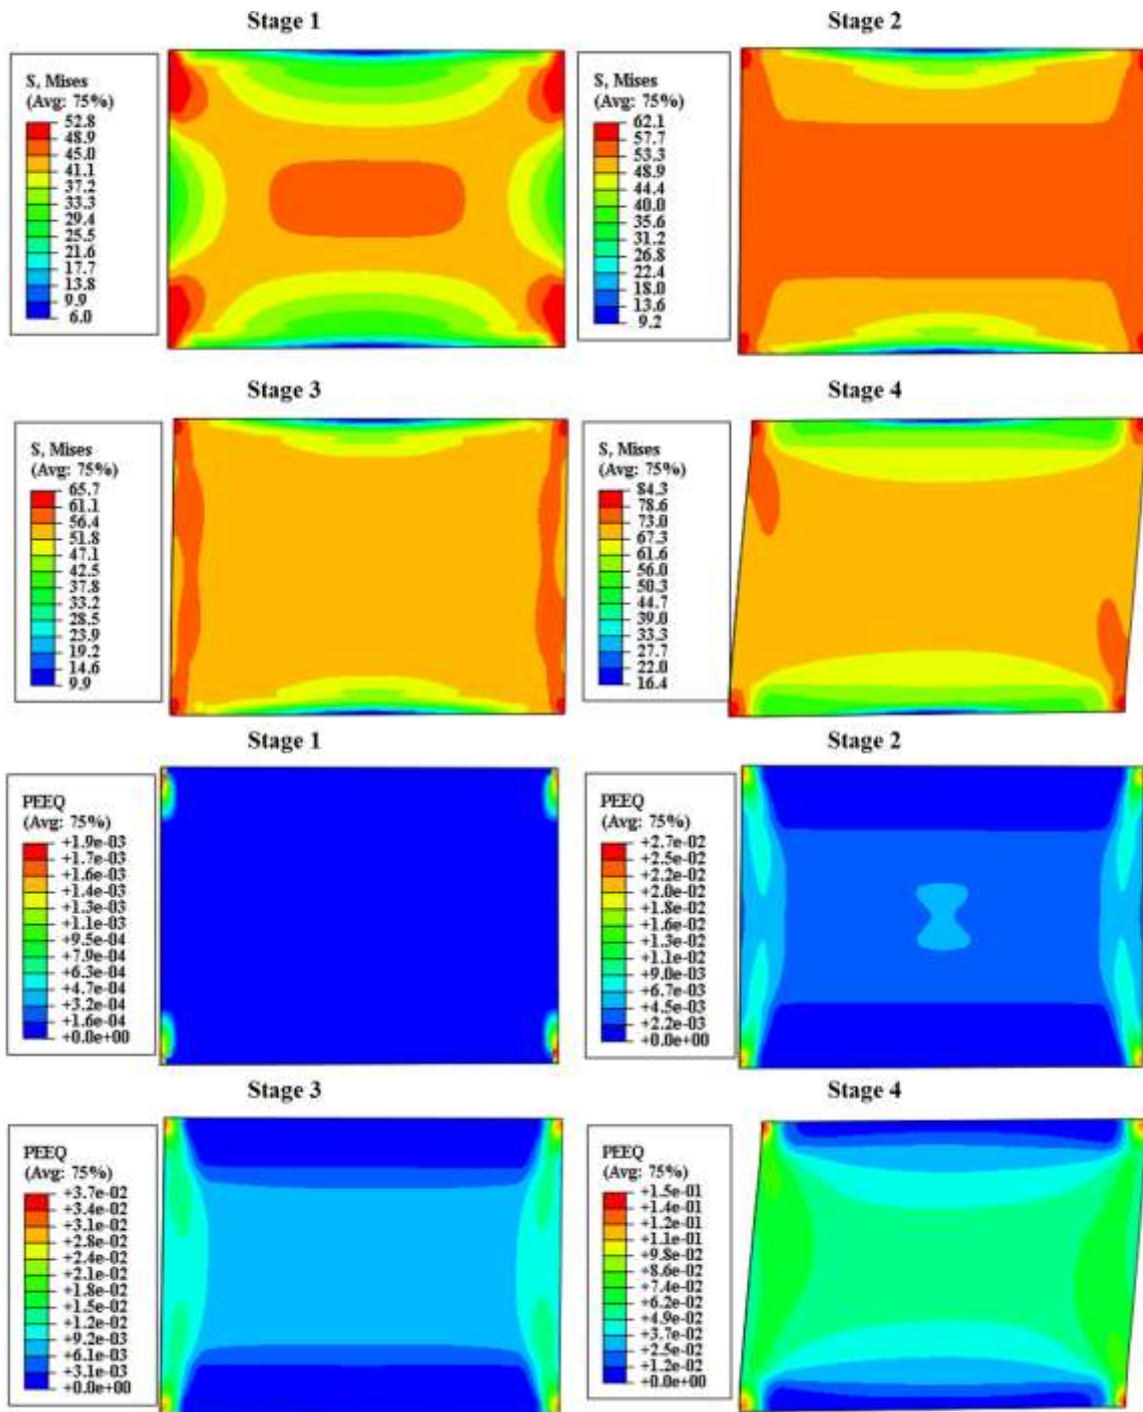 Stage 1
S, Mises
(Avg: 75%)
52.8
48.9
45.0
41.1
37.2
33.3
29.4
25.5
21.6
17.7
13.8
9.9
6.0
Stage 2
S, Mises
(Avg: 75%)
62.1
57.7
53.3
48.9
44.4
40.0
35.6
31.2
26.8
22.4
18.0
13.6
9.2
Stage 3
S, Mises
(Avg: 75%)
65.7
61.1
56.4
51.8
47.1
42.5
37.8
33.2
28.5
23.9
19.2
14.6
9.9
Stage 4
S, Mises
(Avg: 75%)
84.3
78.6
73.0
67.3
61.6
56.0
50.3
44.7
39.0
33.3
27.7
22.0
16.4
Stage 1
PEEQ
(Avg: 75%)
+1.9e-03
+1.7e-03
+1.6e-03
+1.4e-03
+1.3e-03
+1.1e-03
+9.5e-04
+7.9e-04
+6.3e-04
+4.7e-04
+3.2e-04
+1.6e-04
+0.0e+00
Stage 2
PEEQ
(Avg: 75%)
+2.7e-02
+2.5e-02
+2.2e-02
+2.0e-02
+1.8e-02
+1.6e-02
+1.3e-02
+1.1e-02
+9.0e-03
+6.7e-03
+4.5e-03
+2.2e-03
+0.0e+00
Stage 3
PEEQ
(Avg: 75%)
+3.7e-02
+3.4e-02
+3.1e-02
+2.8e-02
+2.4e-02
+2.1e-02
+1.8e-02
+1.5e-02
+1.2e-02
+9.2e-03
+6.1e-03
+3.1e-03
+0.0e+00
Stage 4
PEEQ
(Avg: 75%)
+1.5e-01
+1.4e-01
+1.2e-01
+1.1e-01
+9.8e-02
+8.6e-02
+7.4e-02
+6.2e-02
+4.9e-02
+3.7e-02
+2.5e-02
+1.2e-02
+0.0e+00